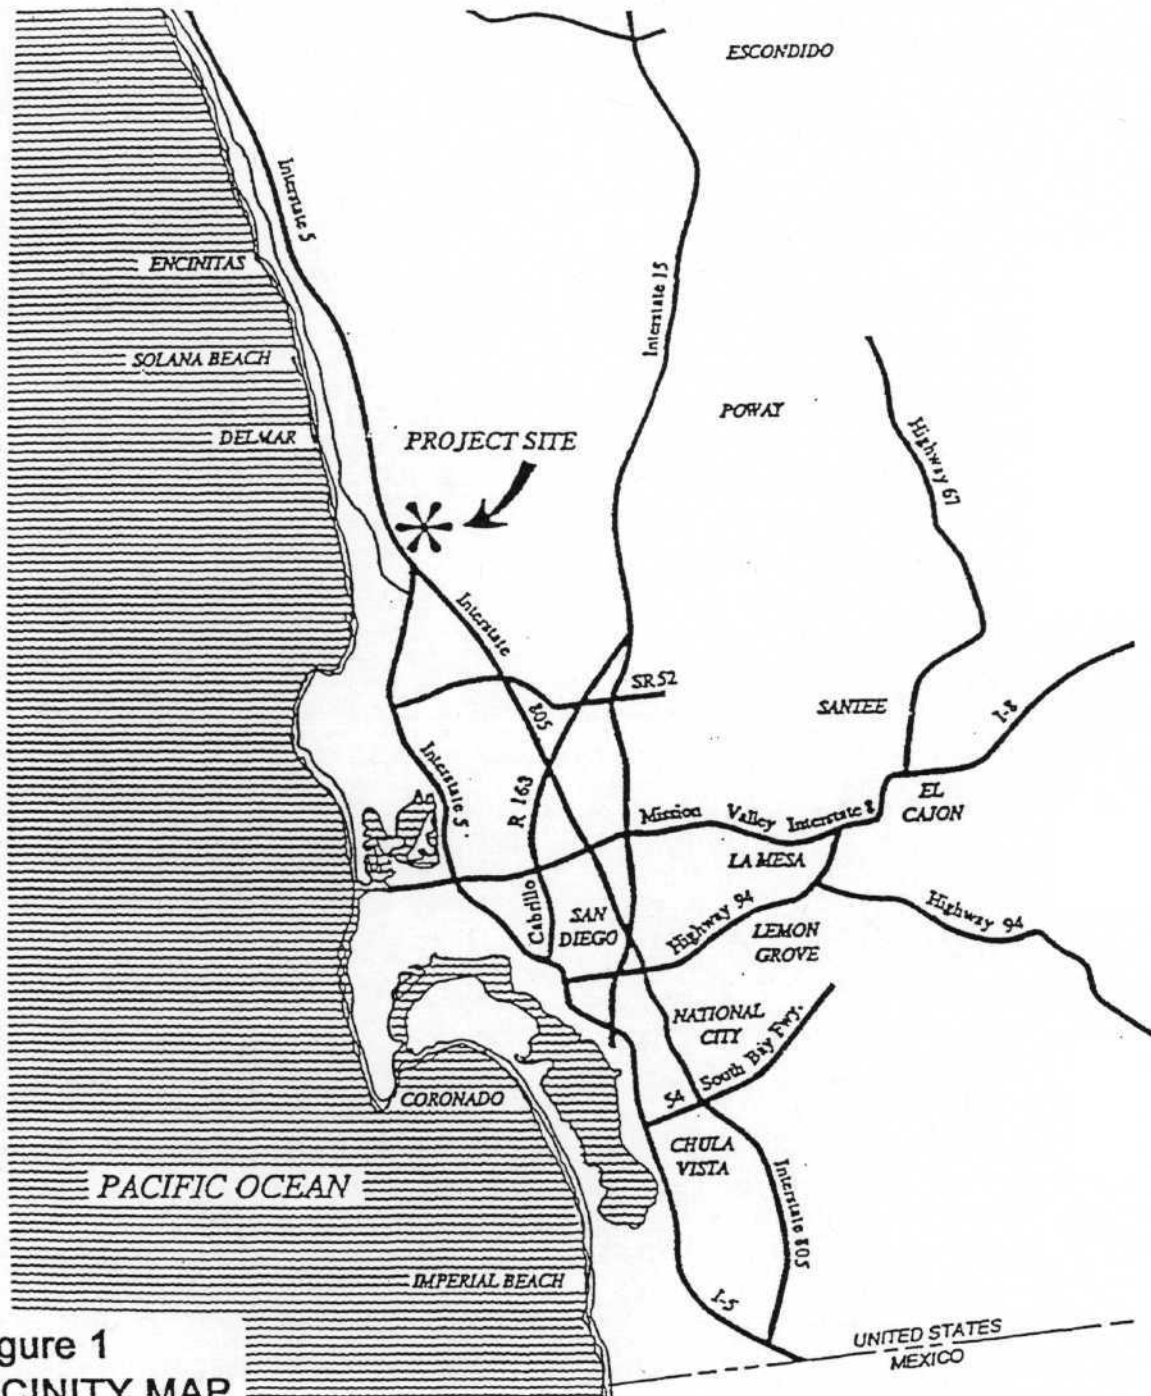 ESCONDIDO
Interstate 5
ENCINITAS
Interstate 15
SOLANA BEACH
POWAY
DELMAR
PROJECT SITE
Highway 67
Interstate
SR 52
805
SANTEE
I-8
Interstate 5
R 163
EL
CAJON
Mission Valley Interstate 8
LA MESA
Cabrillo
SAN
DIEGO
Highway 94
LEMON
GROVE
Highway 94
NATIONAL
CITY
54 South Bay Fwy.
CORONADO
CHULA
VISTA
PACIFIC OCEAN
Interstate 805
IMPERIAL BEACH
I-5
UNITED STATES
MEXICO
gure 1
CINITY MAP